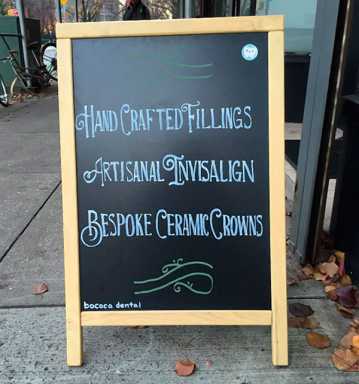 Hand Crafted Fillings
Artisanal Invisalign
Bespoke Ceramic Crowns
bococa dental